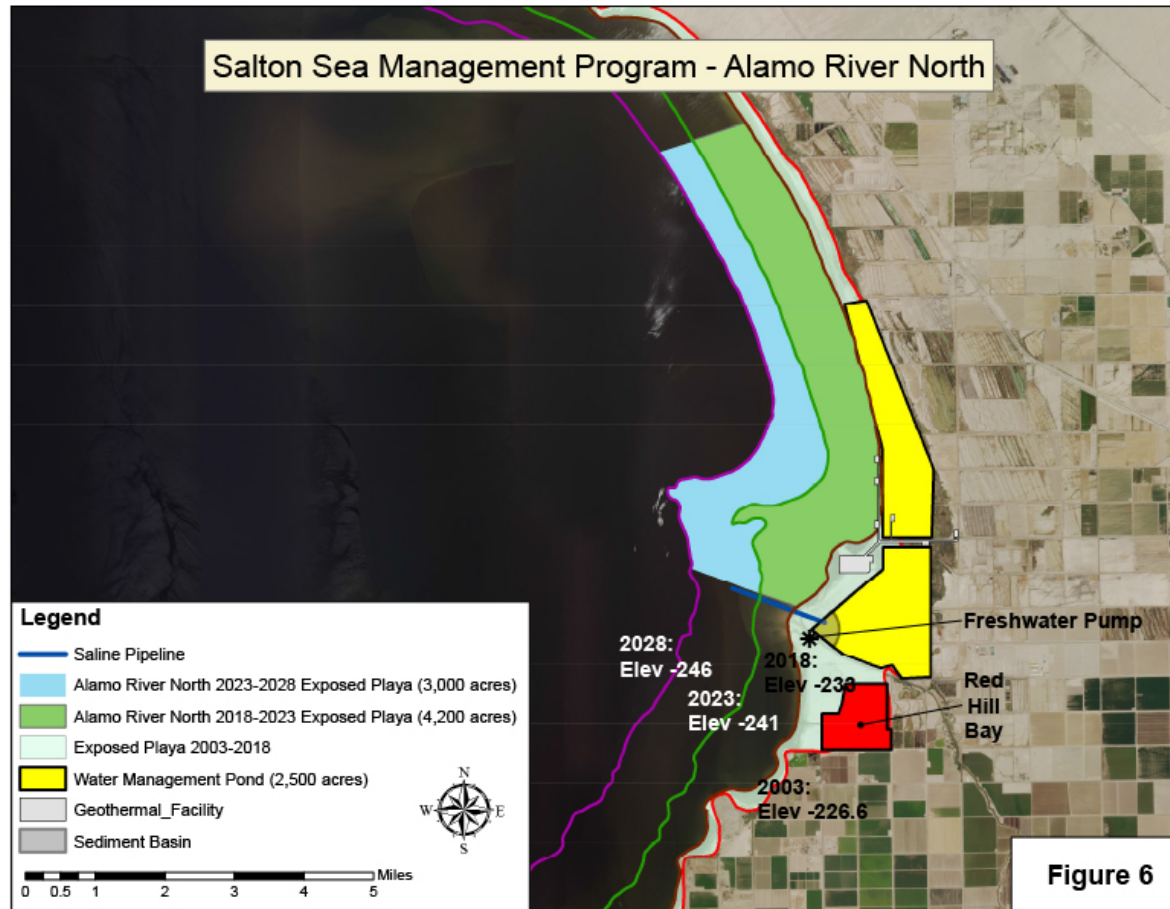 Salton Sea Management Program - Alamo River North
Legend
Saline Pipeline
Alamo River North 2023-2028 Exposed Playa (3,000 acres)
Alamo River North 2018-2023 Exposed Playa (4,200 acres)
Exposed Playa 2003-2018
Water Management Pond (2,500 acres)
Geothermal_Facility
Sediment Basin
N
W E
S
0 0.5 1 2 3 4 5
Miles
2028:
Elev -246
2023:
Elev -241
2018:
Elev -233
2003:
Elev -226.6
Freshwater Pump
Red
Hill
Bay
Figure 6